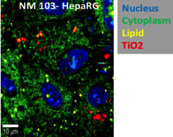 NM 103- HepaRG
Nucleus
Cytoplasm
Lipid
TiO2
10 µm